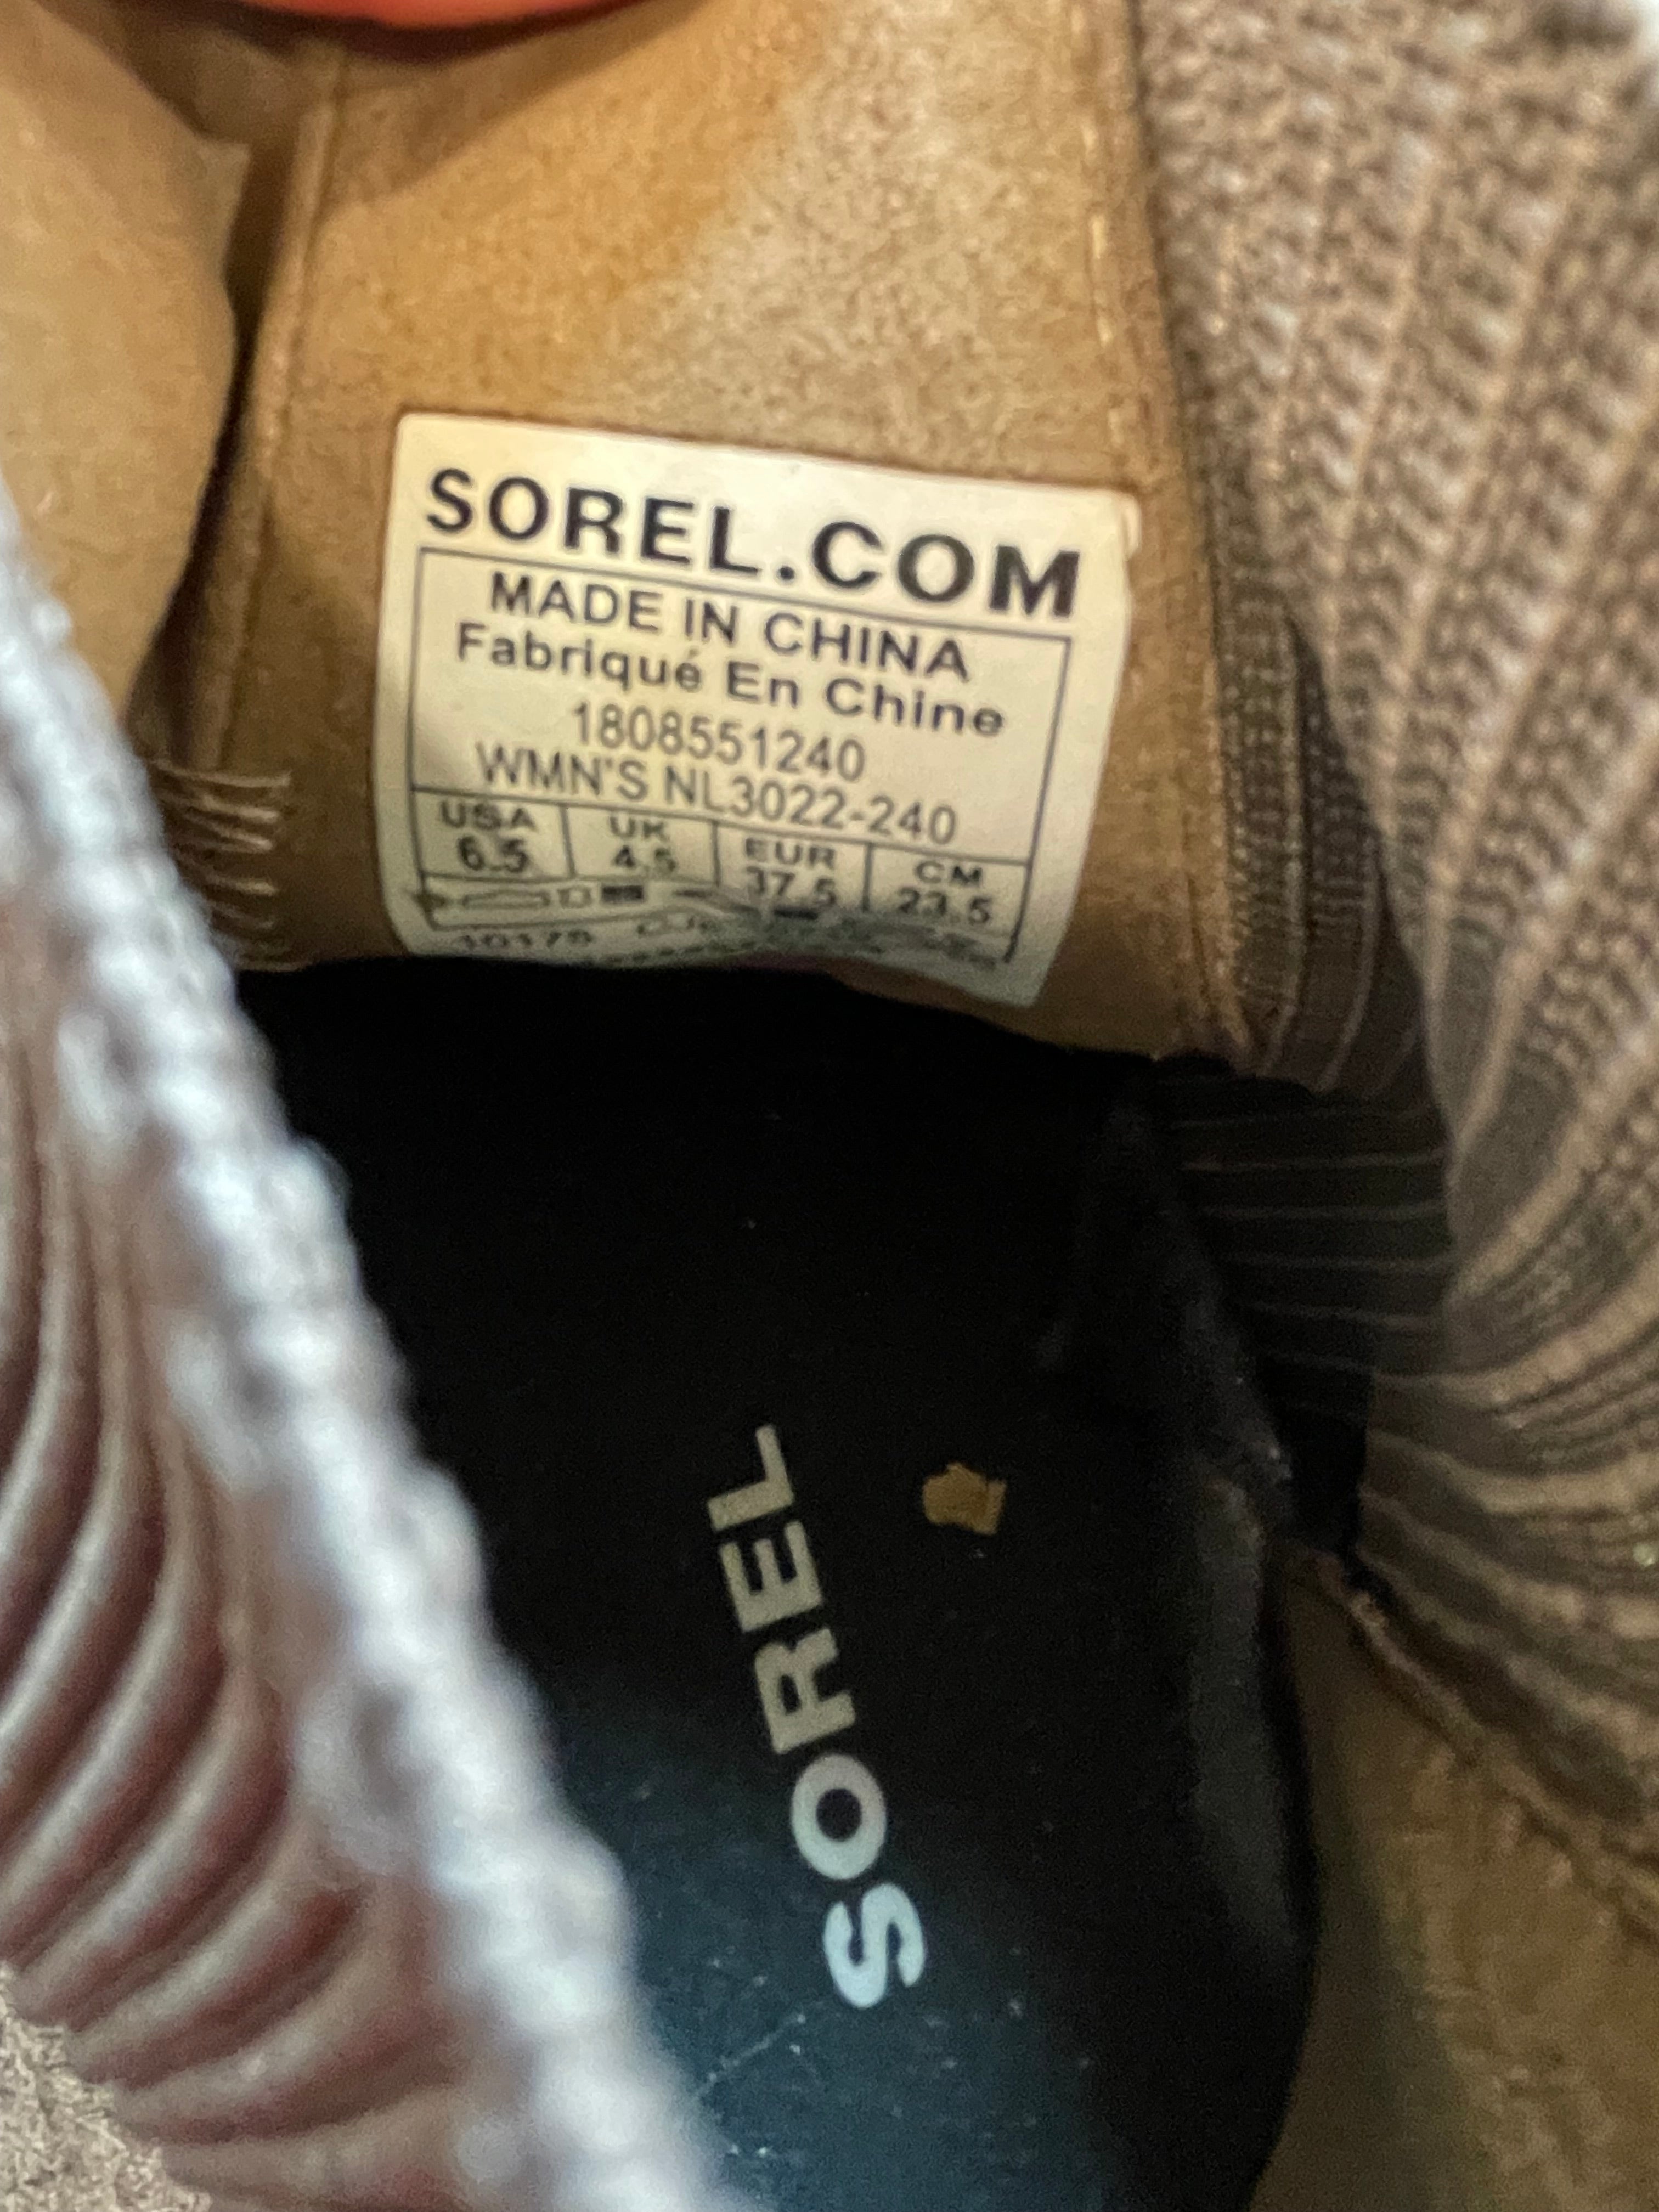 SOREL.COM
MADE IN CHINA
Fabriqué En Chine
1808551240
WMN'S NL3022-240
USA UK EUR CM
6.5 4.5 37.5 23.5
10175
SOREL